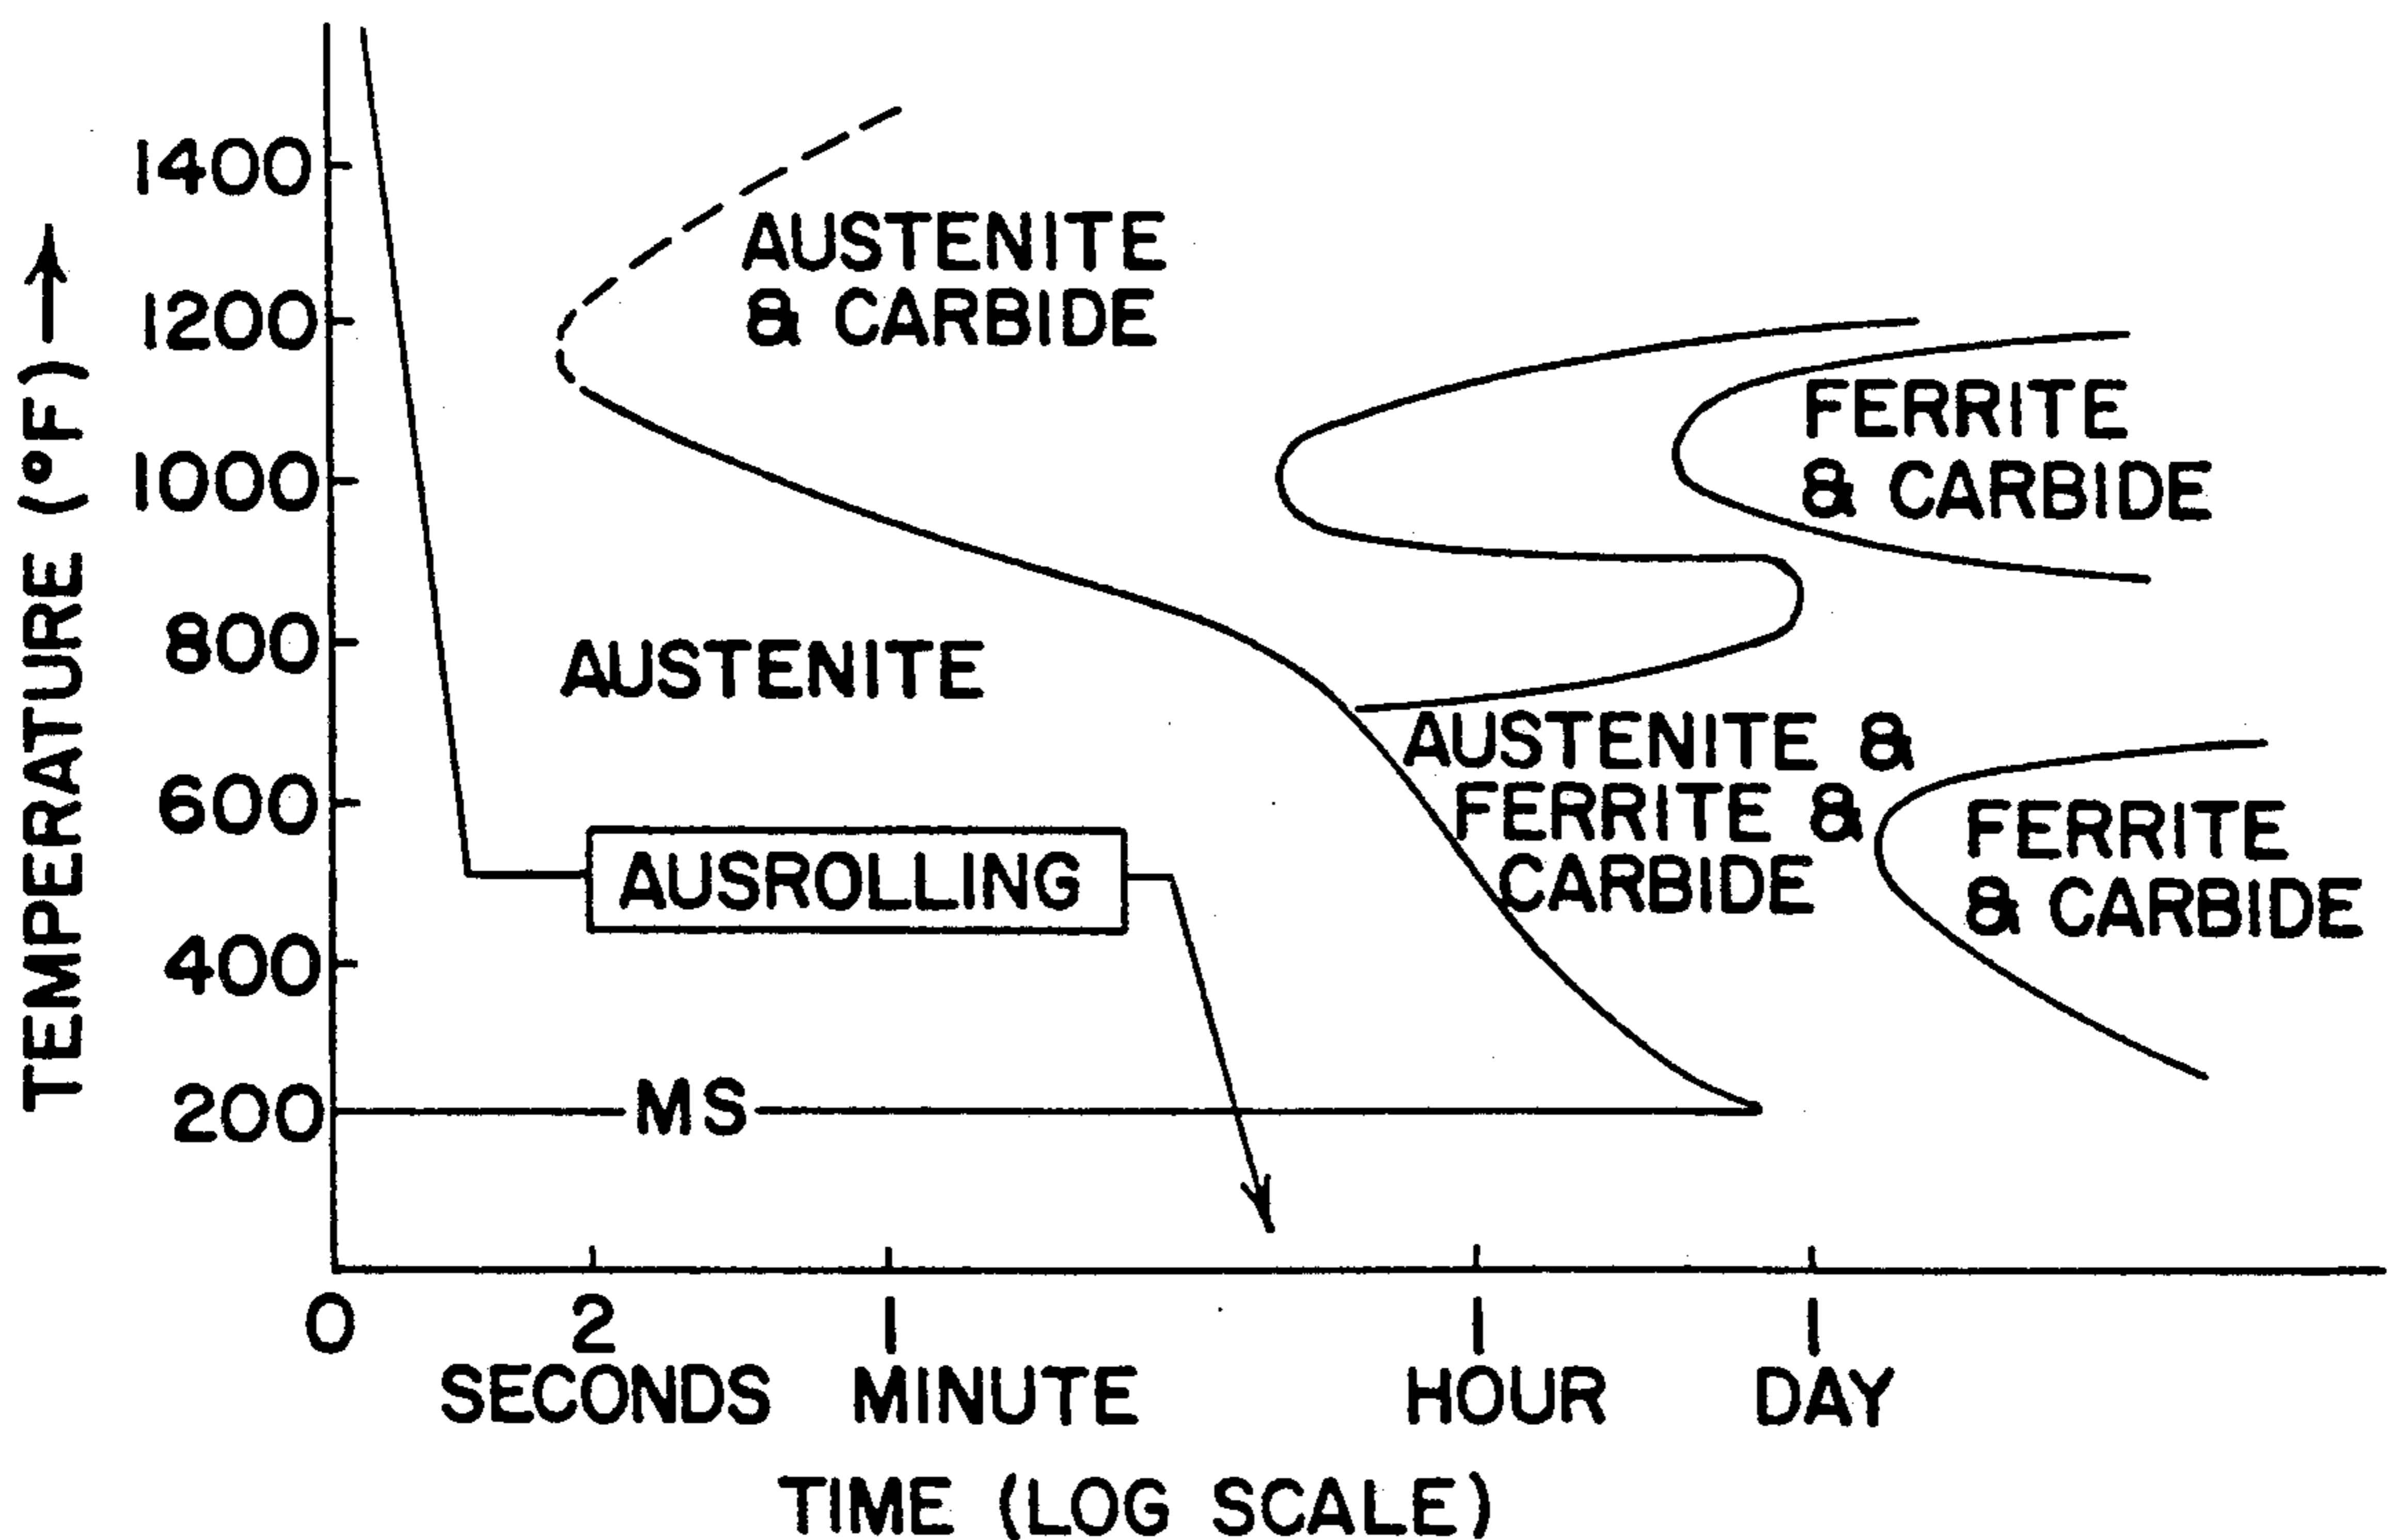 TEMPERATURE (°F) →
1400
1200
1000
800
600
400
200
AUSTENITE
& CARBIDE
FERRITE
& CARBIDE
AUSTENITE
AUSTENITE &
FERRITE &
CARBIDE
FERRITE
& CARBIDE
AUSROLLING
MS
0 2 1 1 1
SECONDS MINUTE HOUR DAY
TIME (LOG SCALE)